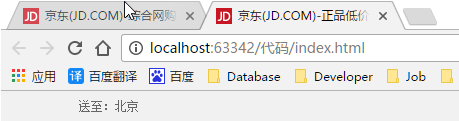 JD 京东(JD.COM)-综合网购 JD 京东(JD.COM)-正品低价
localhost:63342/代码/index.html
应用 译 百度翻译 百度 Database Developer Job
送至：北京